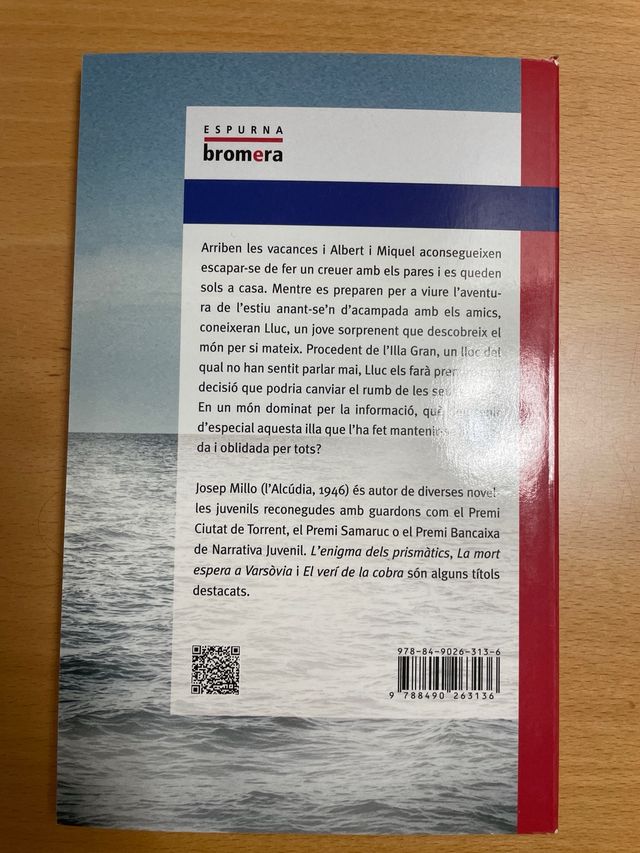 ESPURNA
bromera
Arriben les vacances i Albert i Miquel aconsegueixen
escapar-se de fer un creuer amb els pares i es queden
sols a casa. Mentre es preparen per a viure l'aventu-
ra de l'estiu anant-se'n d'acampada amb els amics,
coneixeran Lluc, un jove sorprenent que descobreix el
món per si mateix. Procedent de l'Illa Gran, un lloc del
qual no han sentit parlar mai, Lluc els farà
decisió que podria canviar el rumb de les
En un món dominat per la informació,
d'especial aquesta illa que l'ha fet
da i oblidada per tots?
Josep Millo (l'Alcúdia, 1946) és autor de diverses novel·
les juvenils reconegudes amb guardons com el Premi
Ciutat de Torrent, el Premi Samaruc o el Premi Bancaixa
de Narrativa Juvenil. L'enigma dels prismàtics, La mort
espera a Varsòvia i El verí de la cobra són alguns títols
destacats.
978-84-9026-313-6
9 788490 263136